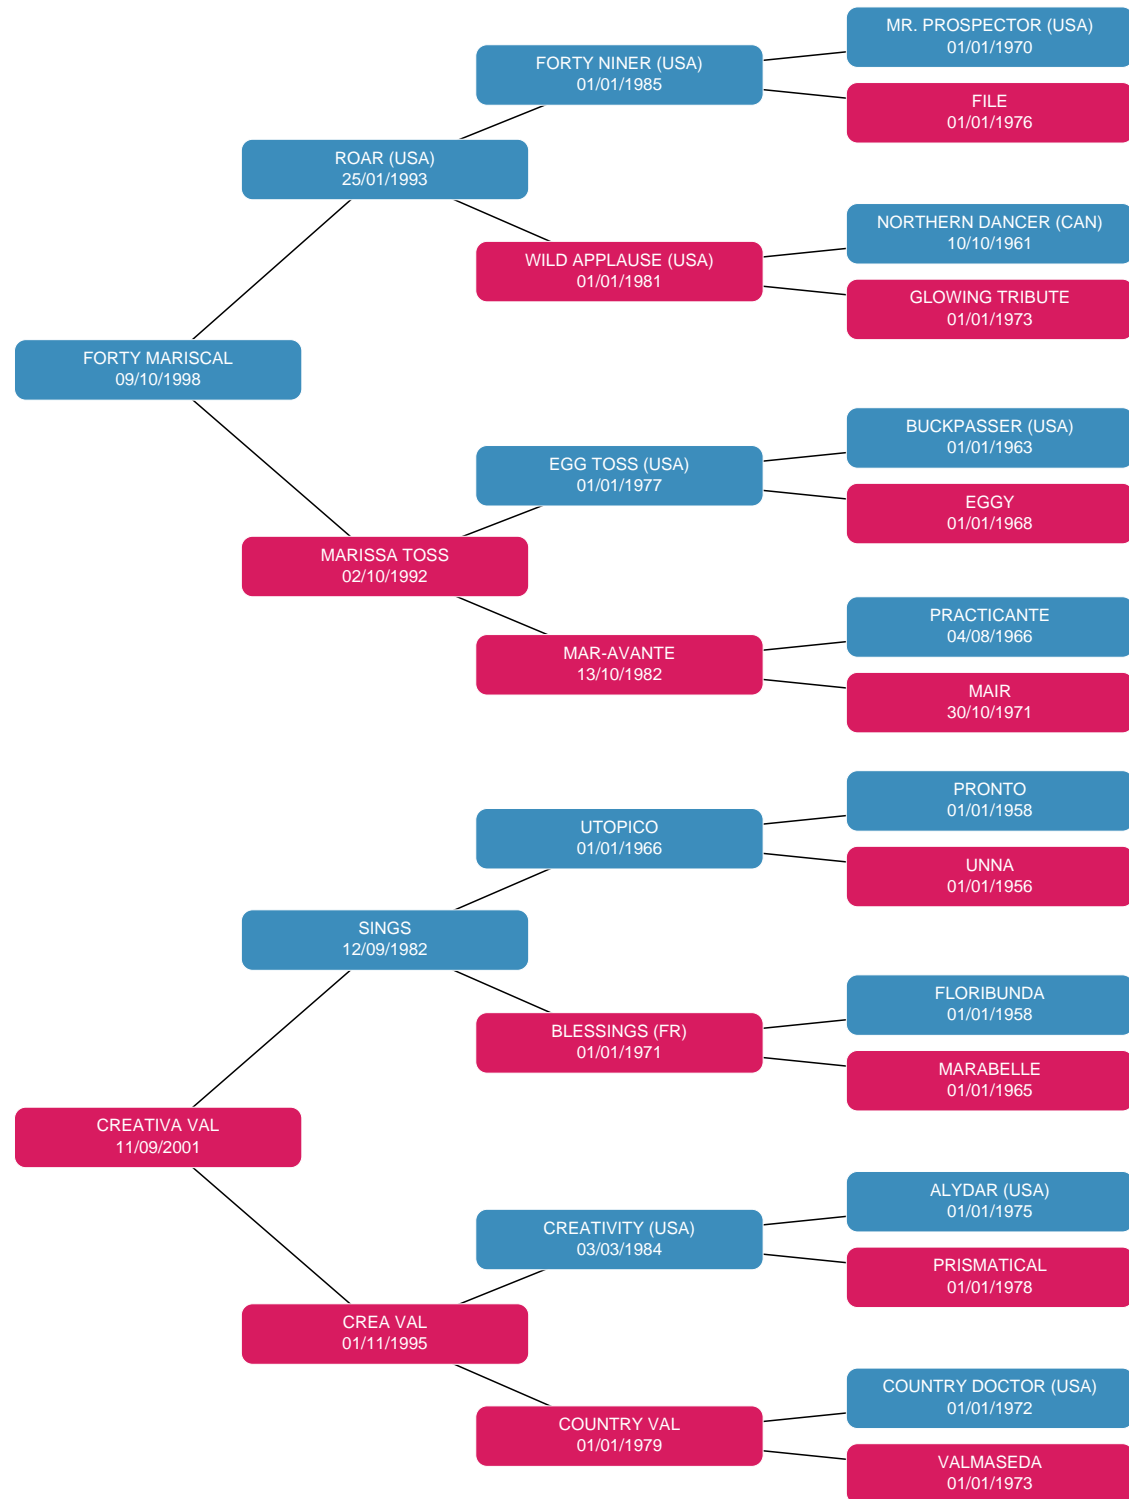 MR. PROSPECTOR (USA)
01/01/1970
FORTY NINER (USA)
01/01/1985
FILE
01/01/1976
ROAR (USA)
25/01/1993
NORTHERN DANCER (CAN)
10/10/1961
WILD APPLAUSE (USA)
01/01/1981
GLOWING TRIBUTE
01/01/1973
FORTY MARISCAL
09/10/1998
BUCKPASSER (USA)
01/01/1963
EGG TOSS (USA)
01/01/1977
EGGY
01/01/1968
MARISSA TOSS
02/10/1992
PRACTICANTE
04/08/1966
MAR-AVANTE
13/10/1982
MAIR
30/10/1971
PRONTO
01/01/1958
UTOPICO
01/01/1966
UNNA
01/01/1956
SINGS
12/09/1982
FLORIBUNDA
01/01/1958
BLESSINGS (FR)
01/01/1971
MARABELLE
01/01/1965
CREATIVA VAL
11/09/2001
ALYDAR (USA)
01/01/1975
CREATIVITY (USA)
03/03/1984
PRISMATICAL
01/01/1978
CREA VAL
01/11/1995
COUNTRY DOCTOR (USA)
01/01/1972
COUNTRY VAL
01/01/1979
VALMASEDA
01/01/1973